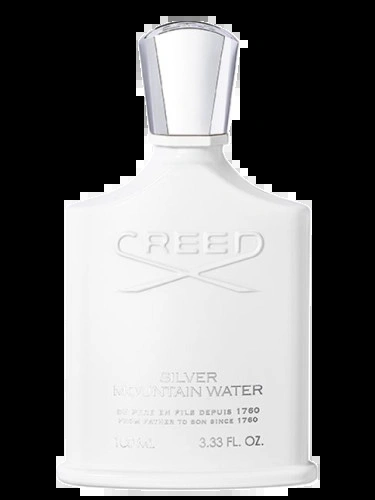 CREED
SILVER
MOUNTAIN WATER
DE PÈRE EN FILS DEPUIS 1760
FROM FATHER TO SON SINCE 1760
100 ML 3.33 FL. OZ.